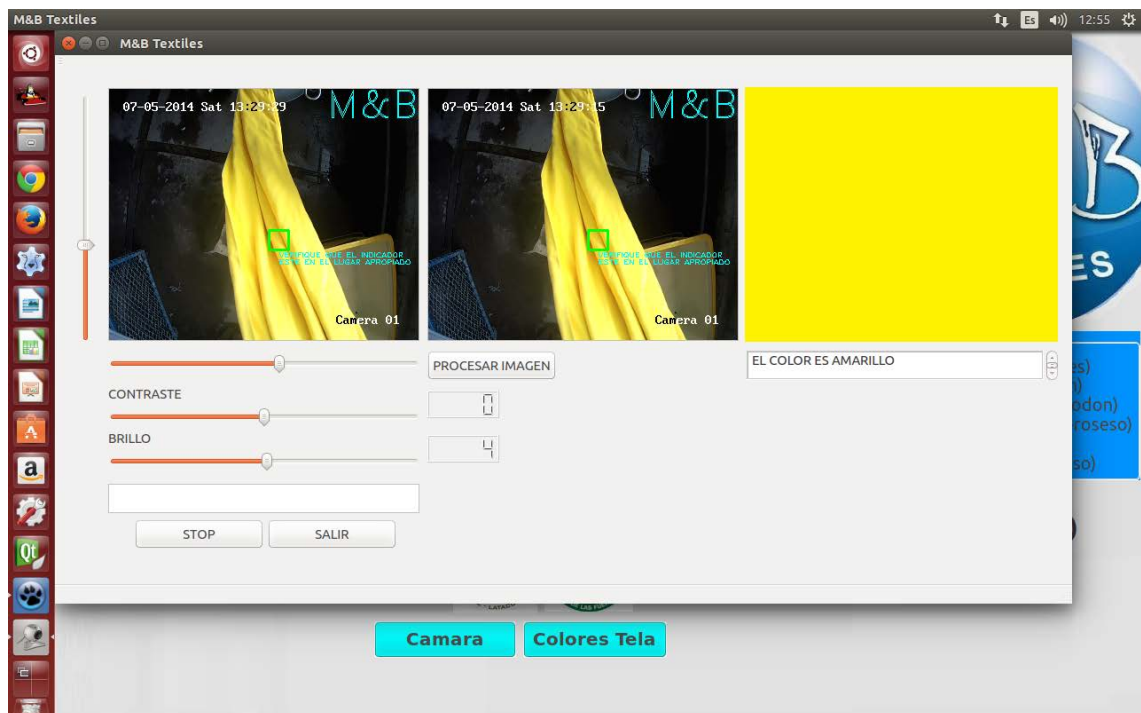 M&B Textiles
Es
12:55
M&B Textiles
07-05-2014 Sat 13:29:29
M&B
VERIFIQUE QUE EL INDICADOR
ESTE EN EL LUGAR APROPIADO
Camera 01
07-05-2014 Sat 13:29:15
M&B
VERIFIQUE QUE EL INDICADOR
ESTE EN EL LUGAR APROPIADO
Camera 01
PROCESAR IMAGEN
EL COLOR ES AMARILLO
CONTRASTE
0
BRILLO
4
STOP
SALIR
B
ES
es)
odon)
roseso)
so)
Camara
Colores Tela
a
Qt